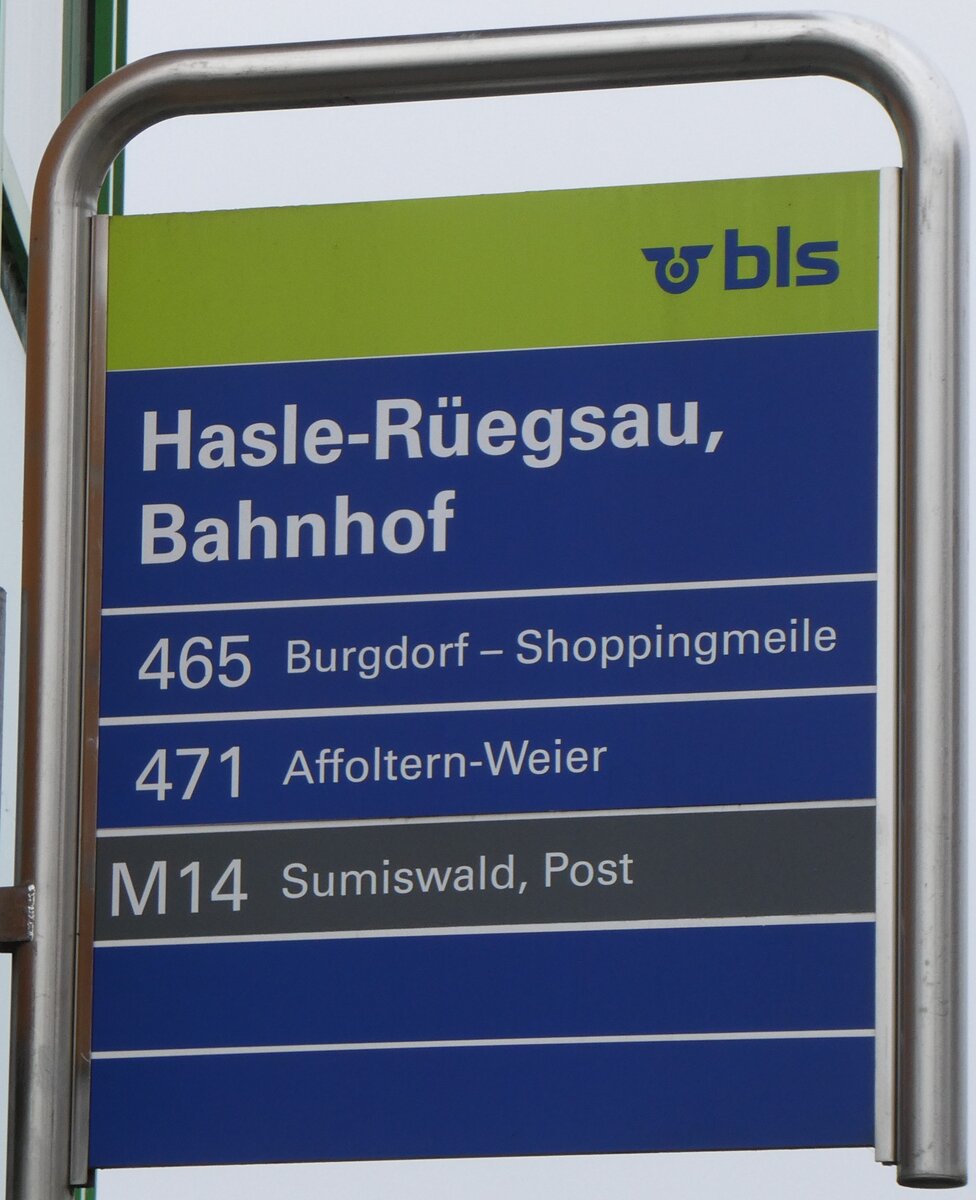 bls
Hasle-Rüegsau,
Bahnhof
465 Burgdorf – Shoppingmeile
471 Affoltern-Weier
M14 Sumiswald, Post